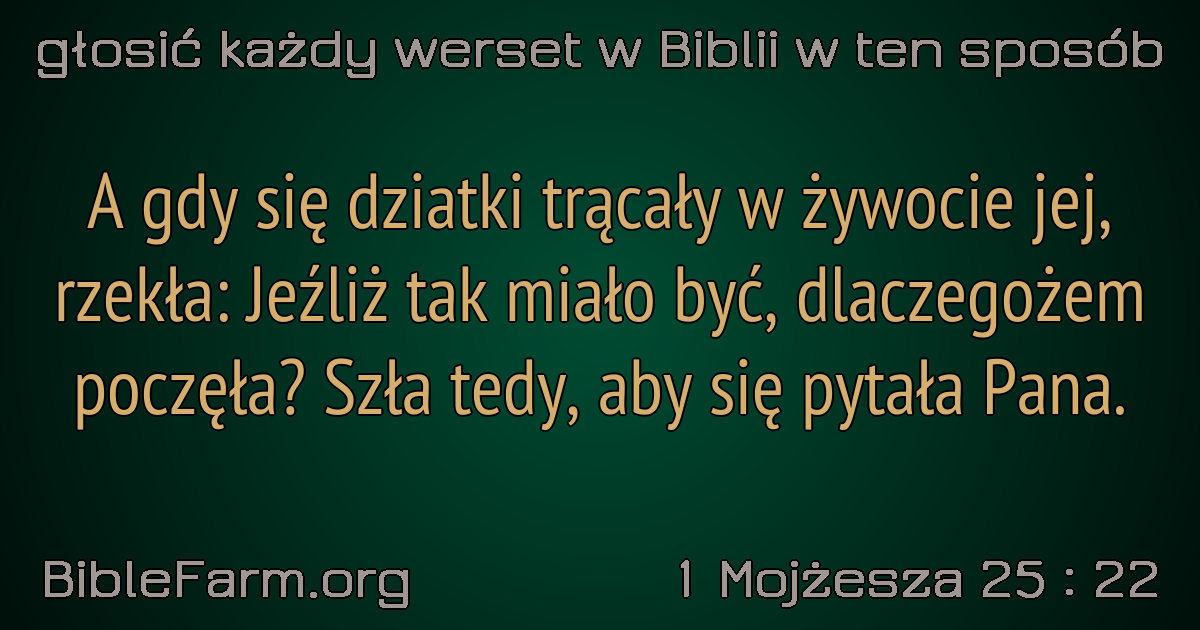 głosić każdy werset w Biblii w ten sposób
A gdy się dziatki trącały w żywocie jej,
rzekła: Jeźliż tak miało być, dlaczegożem
poczęła? Szła tedy, aby się pytała Pana.
BibleFarm.org
1 Mojżesza 25 : 22